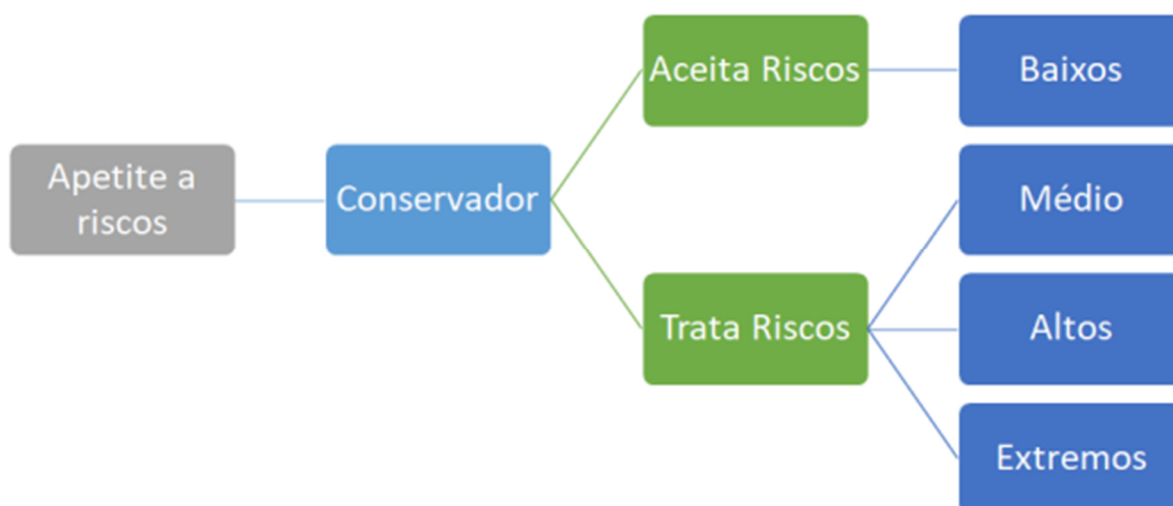 Apetite a
riscos
Conservador
Aceita Riscos
Baixos
Trata Riscos
Médio
Altos
Extremos